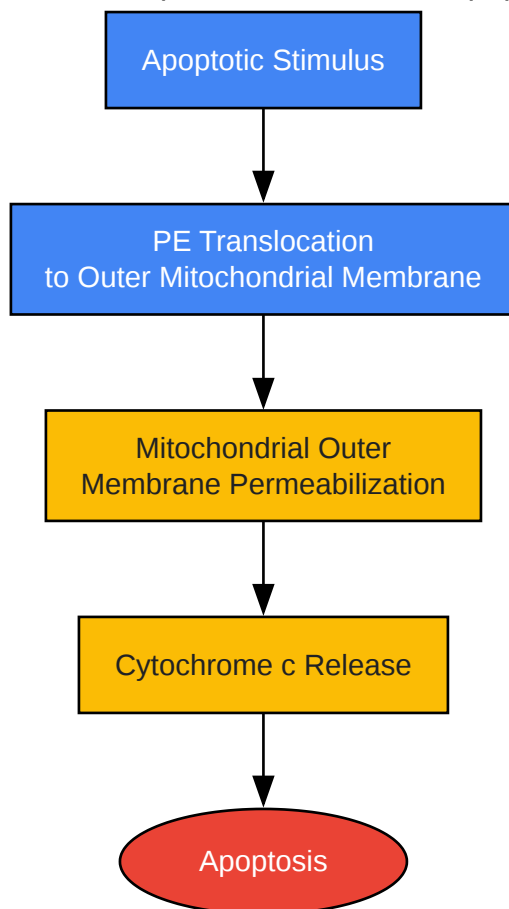 Apoptotic Stimulus
PE Translocation
to Outer Mitochondrial Membrane
Mitochondrial Outer
Membrane Permeabilization
Cytochrome c Release
Apoptosis